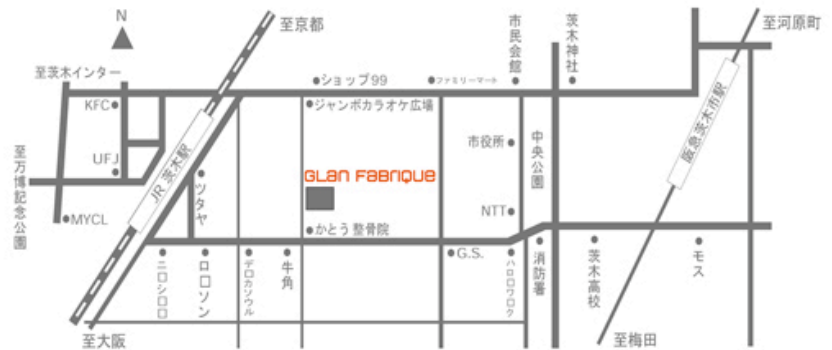 N
至京都
至茨木インター
ショップ99
ファミリーマート
市民会館
茨木神社
至河原町
KFC
ジャンボカラオケ広場
UFJ
JR 茨木駅
ツタヤ
市役所
中央公園
阪急茨木市駅
至万博記念公園
GLAN FABRIQUE
MYCL
NTT
かとう整骨院
ニロシロロ
ロロソン
デロカソウル
牛角
G.S.
ハロロワロク
消防署
茨木高校
モス
至大阪
至梅田